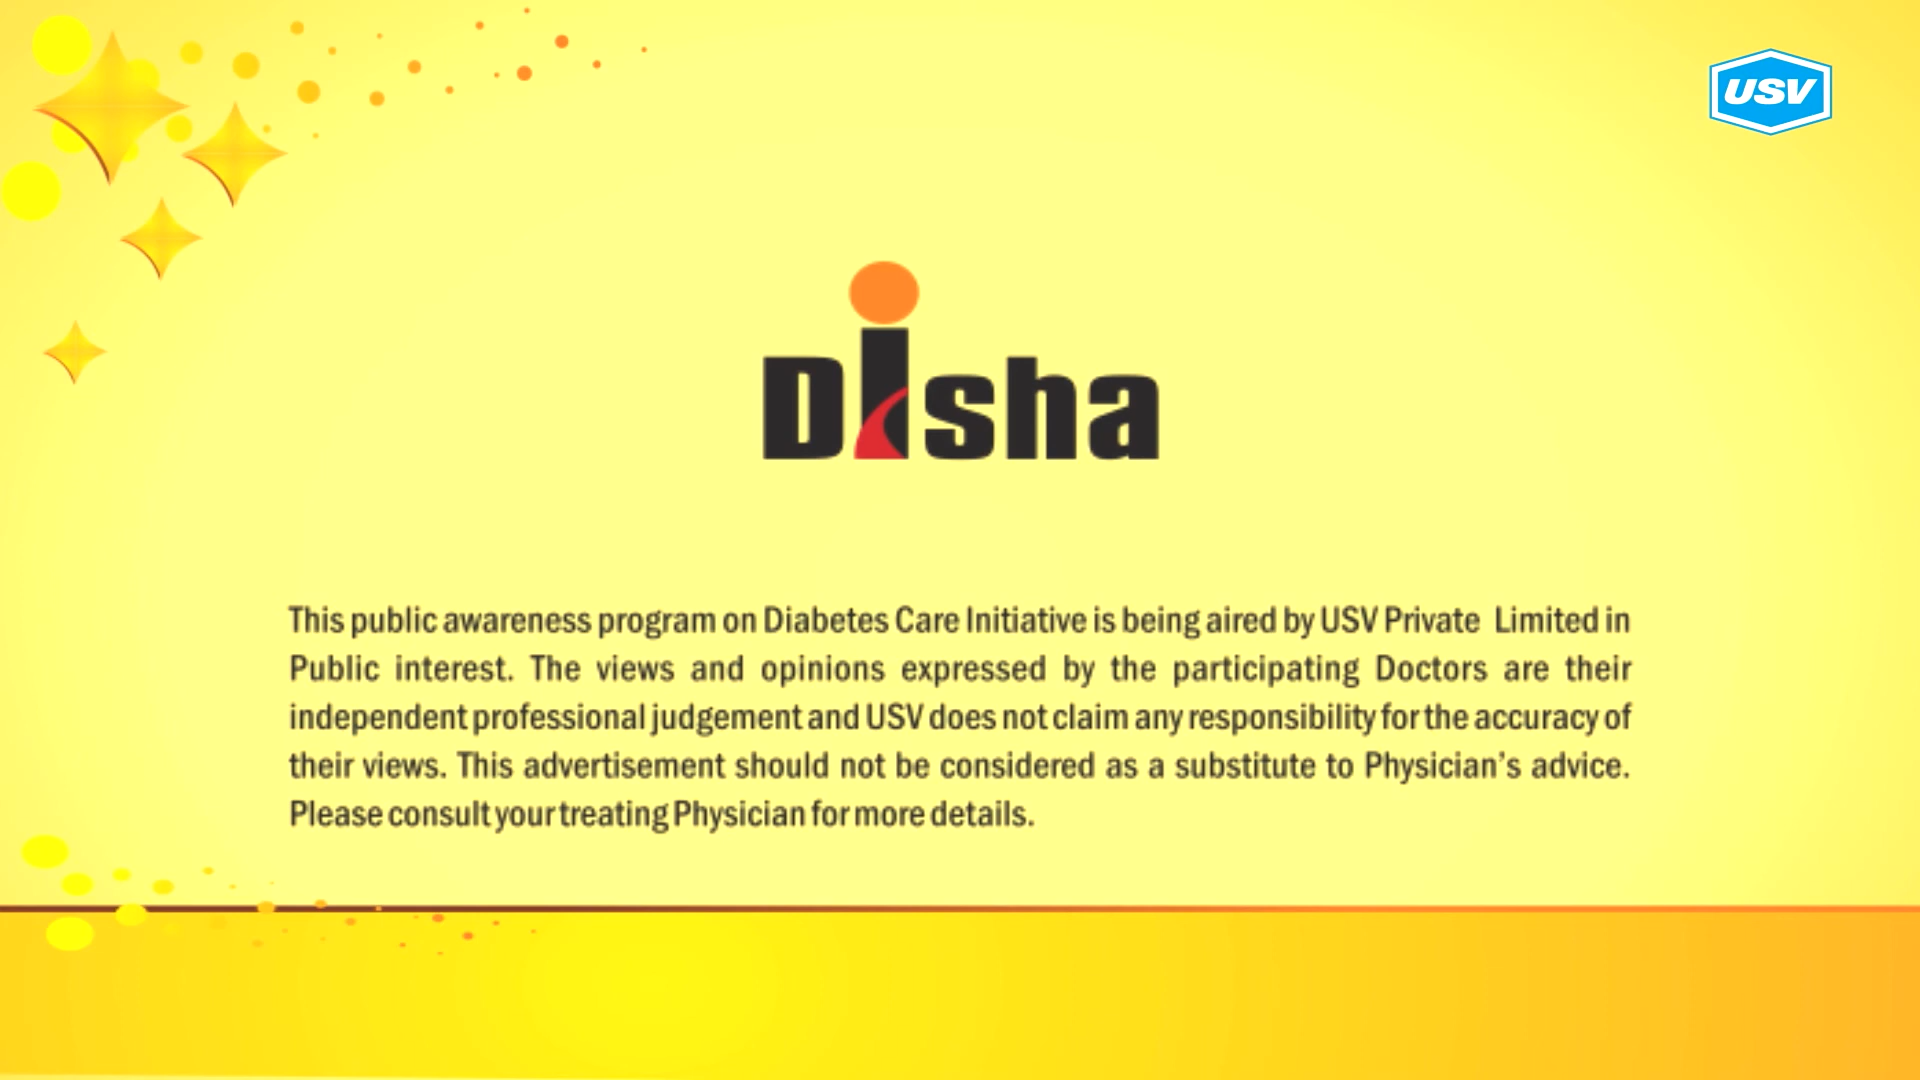 USV
Disha
This public awareness program on Diabetes Care Initiative is being aired by USV Private Limited in
Public interest. The views and opinions expressed by the participating Doctors are their
independent professional judgement and USV does not claim any responsibility for the accuracy of
their views. This advertisement should not be considered as a substitute to Physician’s advice.
Please consult your treating Physician for more details.